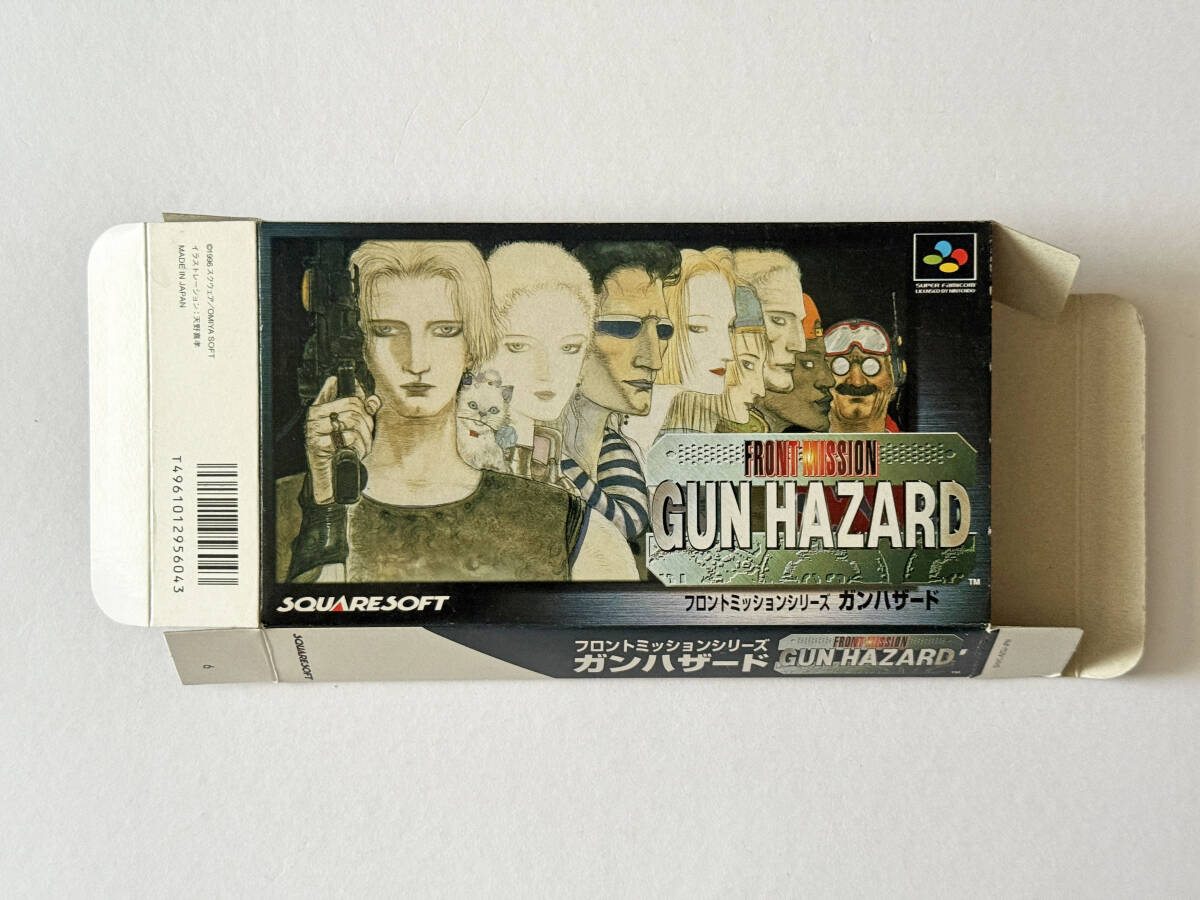 ©1996 スクウェア/OMIYA SOFT
イラストレーション：天野喜孝
MADE IN JAPAN
T4961012956043
SUPER FAMICOM
LICENSED BY NINTENDO
FRONT MISSION
GUN HAZARD
TM
フロントミッションシリーズ ガンハザード
SQUARESOFT
6
SQUARESOFT
フロントミッションシリーズ
ガンハザード
FRONT MISSION
GUN HAZARD
TM